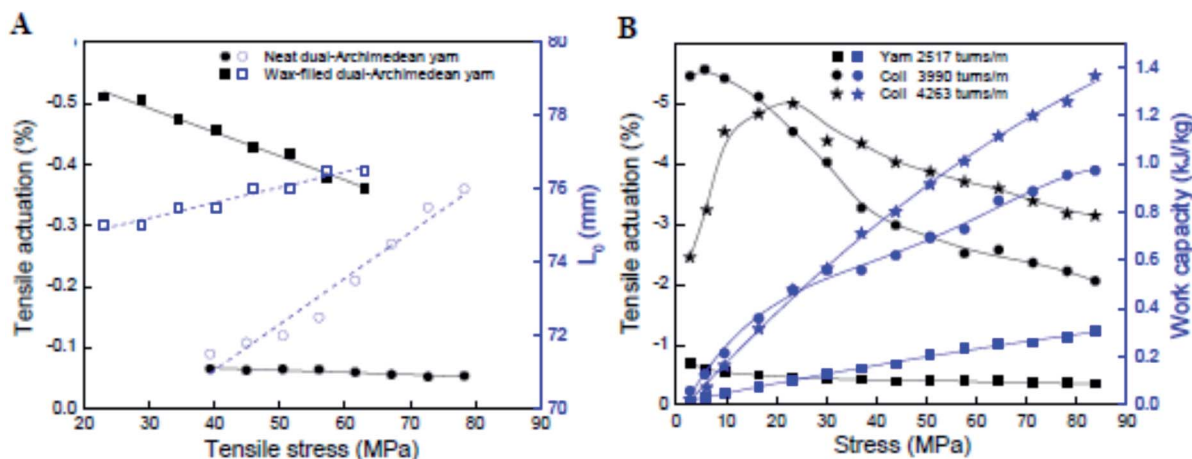 A
B
Tensile actuation (%)
-0.5
-0.4
-0.3
-0.2
-0.1
0.0
20 30 40 50 60 70 80 90
Tensile stress (MPa)
Neat dual-Archimedean yarn
Wax-filled dual-Archimedean yarn
80
78
76
74
72
70
L₀ (mm)
Tensile actuation (%)
-5
-4
-3
-2
-1
0
0 10 20 30 40 50 60 70 80 90
Stress (MPa)
Yarn 2517 turns/m
Coil 3990 turns/m
Coil 4263 turns/m
1.4
1.2
1.0
0.8
0.6
0.4
0.2
0.0
Work capacity (kJ/kg)